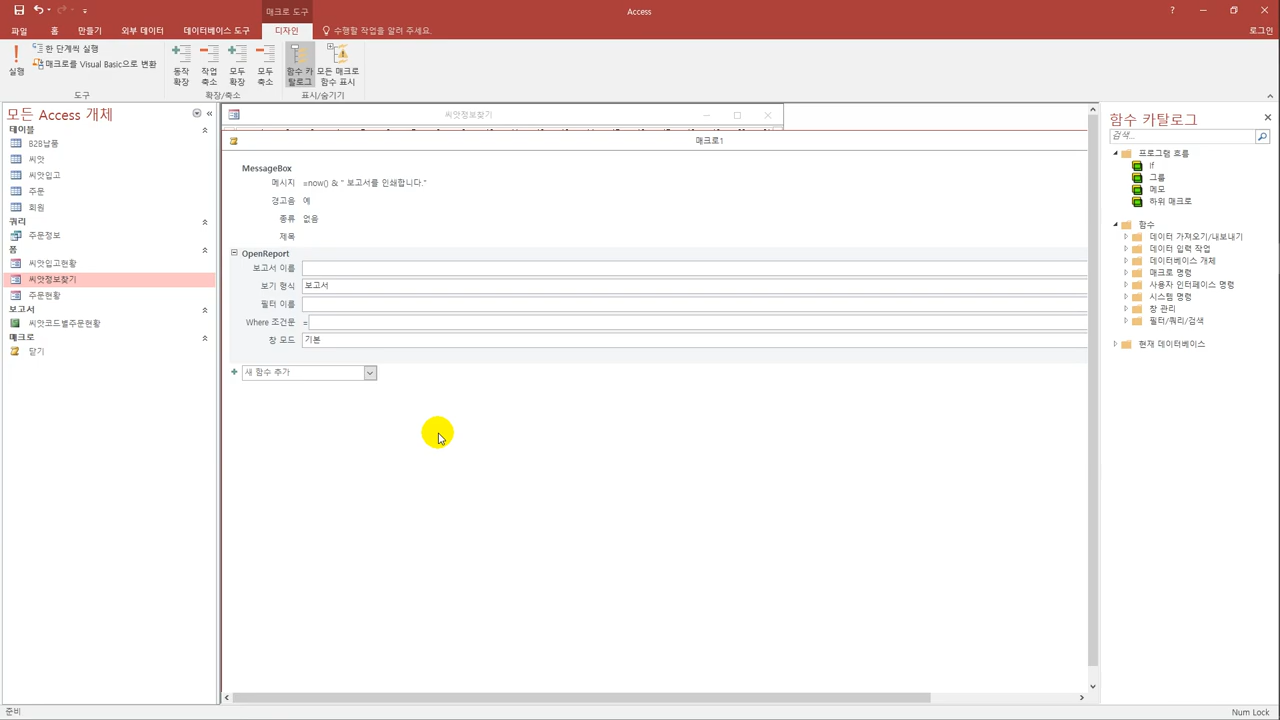 매크로 도구
Access
?
파일 홈 만들기 외부 데이터 데이터베이스 도구 디자인 수행할 작업을 알려 주세요.
로그인
실행
한 단계씩 실행
매크로를 Visual Basic으로 변환
도구
동작 확장
작업 축소
모두 확장
모두 축소
확장/축소
함수 카탈로그
모든 매크로 함수 표시
표시/숨기기
모든 Access 개체
테이블
B2B납품
씨앗
씨앗입고
주문
회원
쿼리
주문정보
폼
씨앗입고현황
씨앗정보찾기
주문현황
보고서
씨앗코드별주문현황
매크로
닫기
씨앗정보찾기
매크로1
MessageBox
메시지 =now() & " 보고서를 인쇄합니다."
경고음 예
종류 없음
제목
OpenReport
보고서 이름
보기 형식 보고서
필터 이름
Where 조건문 =
창 모드 기본
새 함수 추가
함수 카탈로그
검색...
프로그램 흐름
If
그룹
메모
하위 매크로
함수
데이터 가져오기/내보내기
데이터 입력 작업
데이터베이스 개체
매크로 명령
사용자 인터페이스 명령
시스템 명령
창 관리
필터/쿼리/검색
현재 데이터베이스
준비
Num Lock